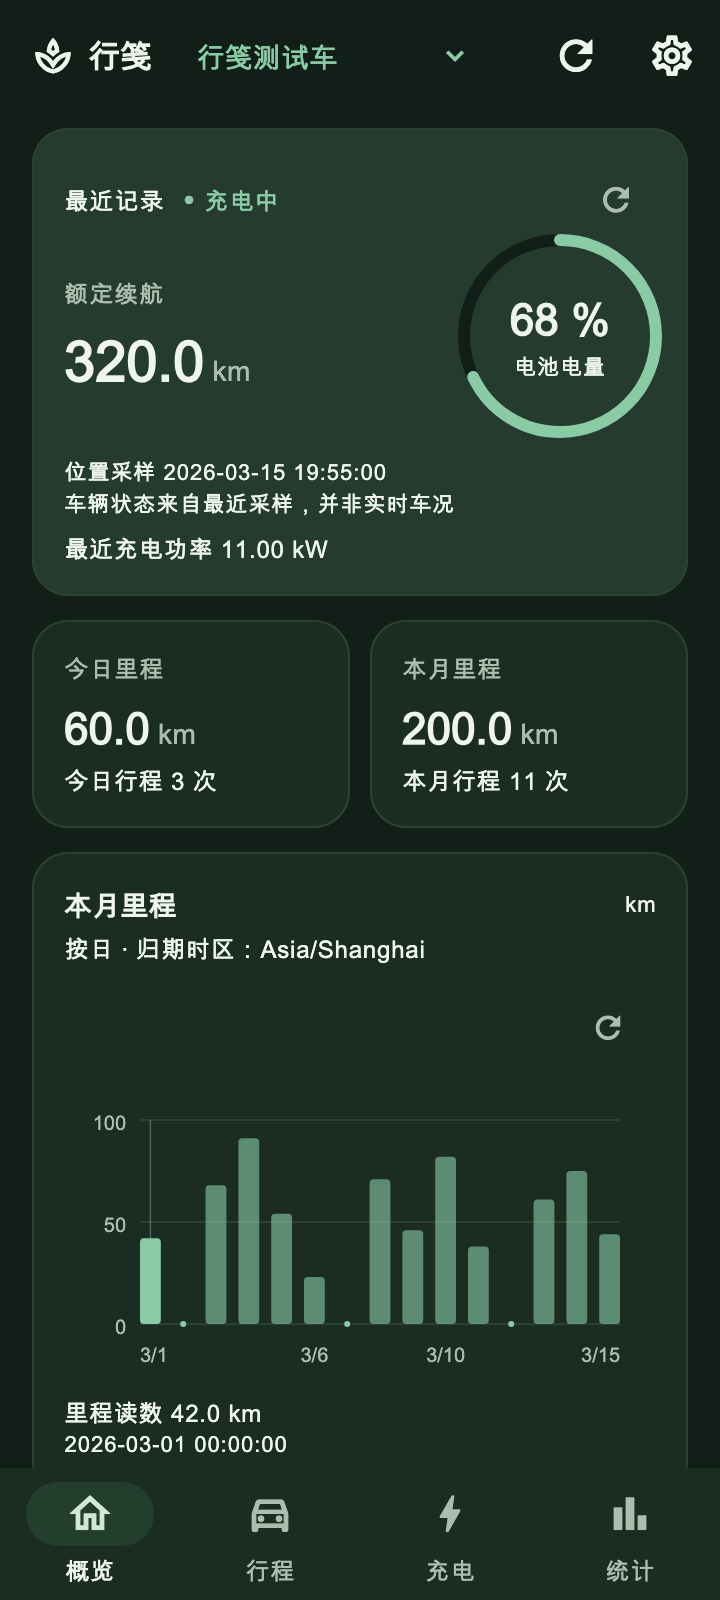 行笺 行笺测试车
最近记录 • 充电中
额定续航
320.0 km
68 %
电池电量
位置采样 2026-03-15 19:55:00
车辆状态来自最近采样，并非实时车况
最近充电功率 11.00 kW
今日里程
60.0 km
今日行程 3 次
本月里程
200.0 km
本月行程 11 次
本月里程 km
按日 · 归期时区：Asia/Shanghai
100
50
0
3/1 3/6 3/10 3/15
里程读数 42.0 km
2026-03-01 00:00:00
概览 行程 充电 统计